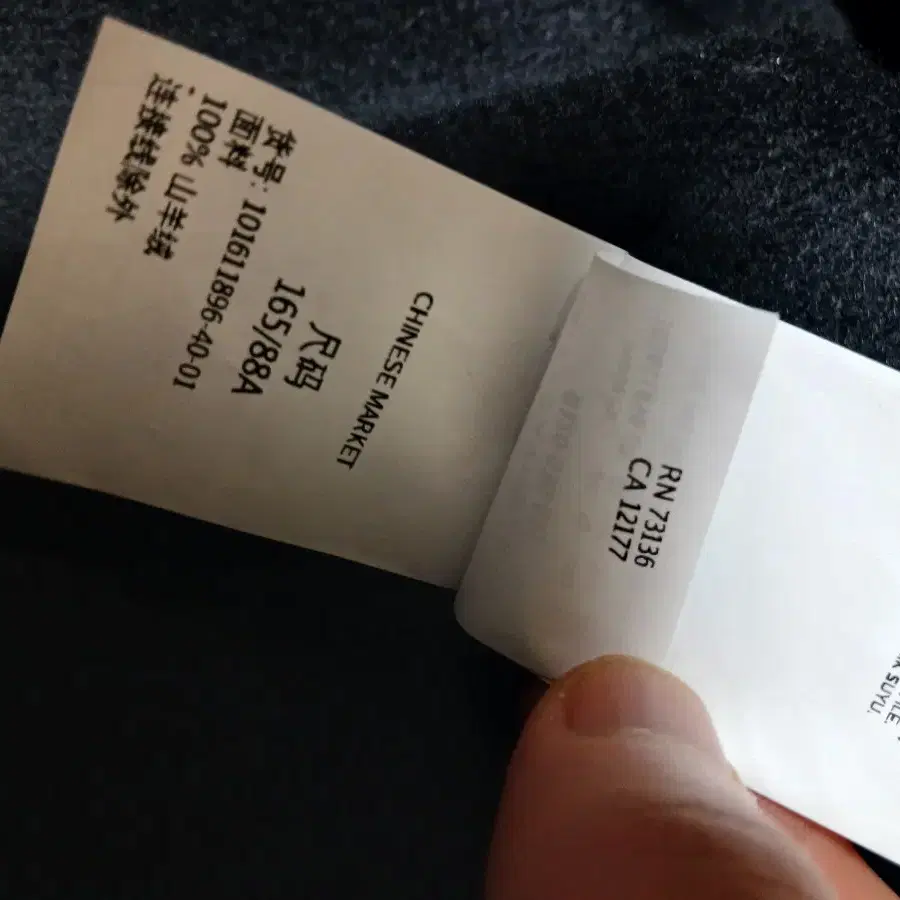 CHINESE MARKET
尺码
165/88A
货号: 101611896-40-01
面料
100% 山羊绒
连接线除外
RN 73136
CA 12177
SUYU.